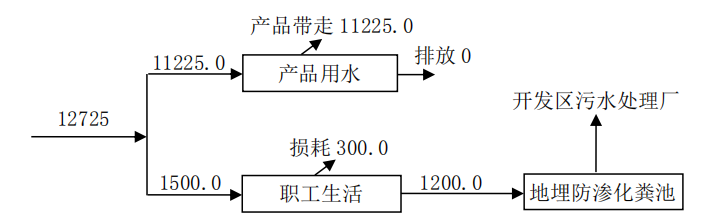 产品带走 11225.0
11225.0
产品用水
排放 0
12725
开发区污水处理厂
损耗 300.0
1500.0
职工生活
1200.0
地埋防渗化粪池